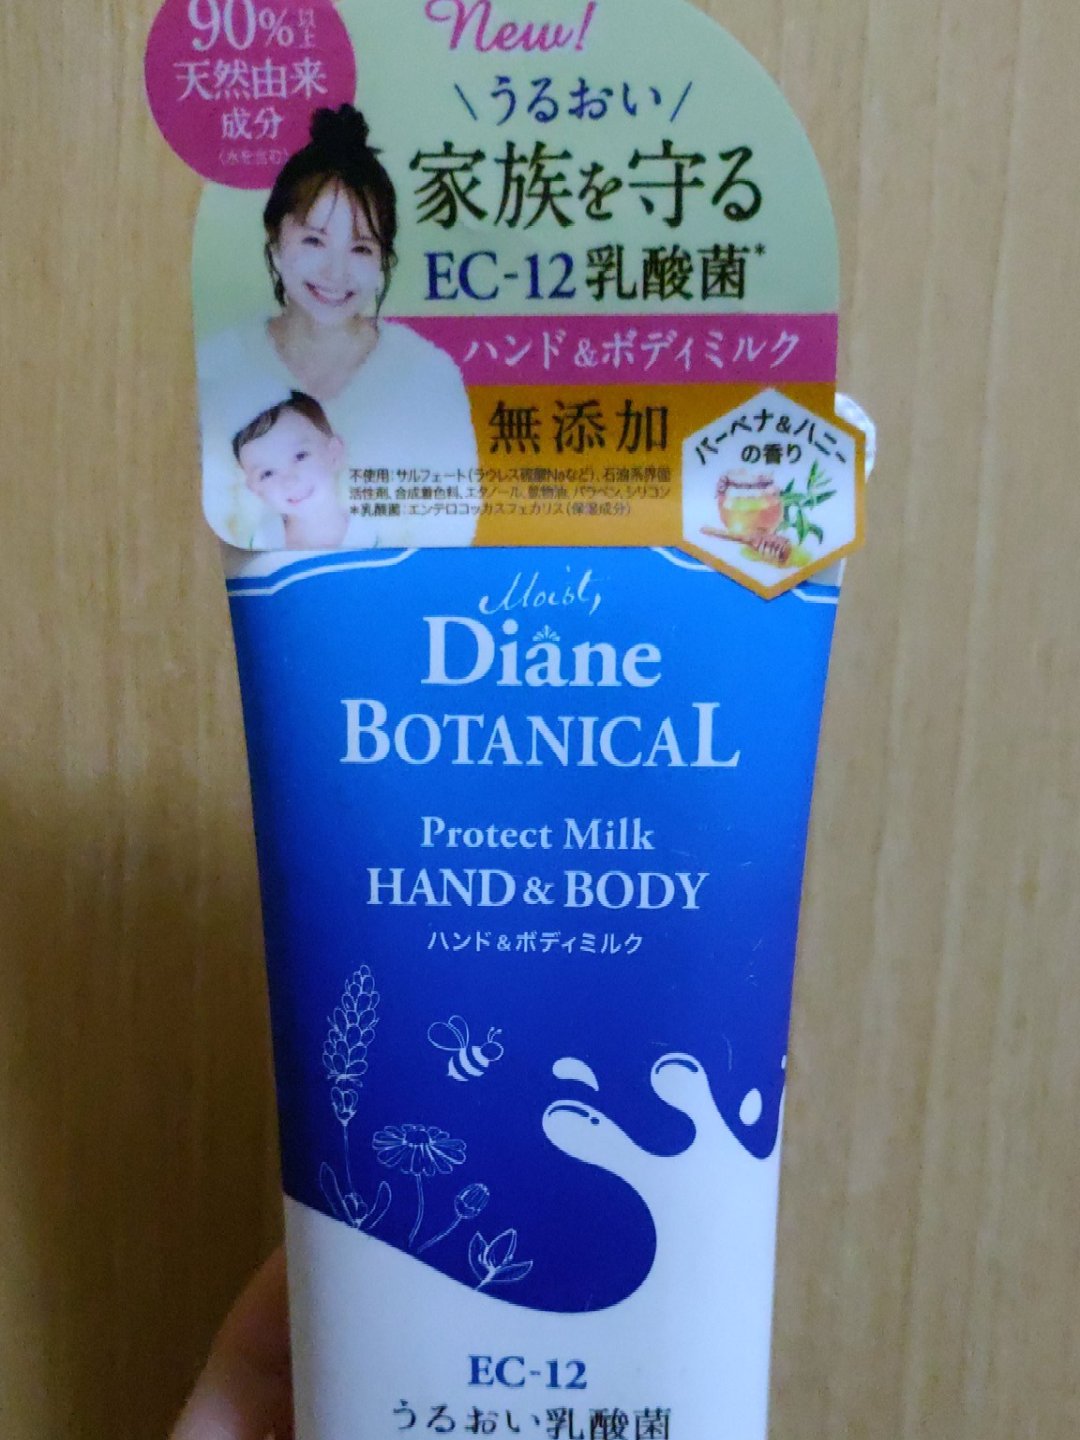 90%以上
天然由来
成分
(水を含む)
New!
\うるおい/
家族を守る
EC-12乳酸菌*
ハンド&ボディミルク
無添加
バーベナ&ハニー
の香り
不使用:サルフェート(ラウレス硫酸Naなど)、石油系界面
活性剤、合成着色料、エタノール、鉱物油、パラベン、シリコン
*乳酸菌:エンテロコッカスフェカリス(保湿成分)
Moist,
Diane
BOTANICAL
Protect Milk
HAND & BODY
ハンド&ボディミルク
EC-12
うるおい乳酸菌